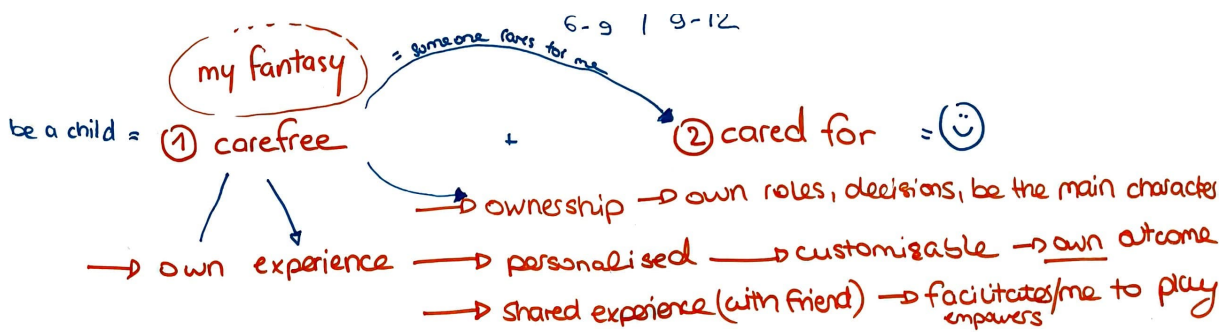 6-9 | 9-12
my fantasy
= someone cares for me
be a child = ① carefree + ② cared for = ☺
→ ownership → own roles, decisions, be the main character
→ own experience → personalised → customizable → own outcome
→ shared experience (with friend) → facilitates/me to play
empowers